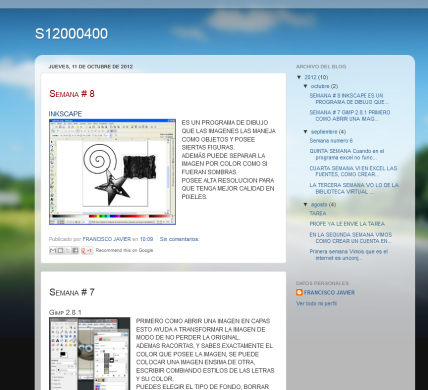 S12000400
JUEVES, 11 DE OCTUBRE DE 2012
SEMANA # 8
INKSCAPE
ES UN PROGRAMA DE DIBUJO
QUE LAS IMAGENES LAS MANEJA
COMO OBJETOS Y POSEE
SIERTAS FIGURAS.
ADEMÁS PUEDE SEPARAR LA
IMAGEN POR COLOR COMO SI
FUERAN SOMBRAS.
POSEE ALTA RESOLUCION PARA
QUE TENGA MEJOR CALIDAD EN
PIXELES.
Publicado por FRANCISCO JAVIER en 18:09 Sin comentarios:
Recommend this on Google
SEMANA # 7
GIMP 2.6.1
PRIMERO COMO ABRIR UNA IMAGEN EN CAPAS
ESTO AYUDA A TRANSFORMAR LA IMAGEN DE
MODO DE NO PERDER LA ORIGINAL.
ADEMAS RACORTAS, Y SABES EXACTAMENTE EL
COLOR QUE POSEE LA IMAGEN, SE PUEDE
COLOCAR UNA IMAGEN ENSIMA DE OTRA,
ESCRIBIR COMBIANDO ESTILOS DE LAS LETRAS
Y SU COLOR.
PUEDES ELEGIR EL TIPO DE FONDO, BORRAR
ARCHIVO DEL BLOG
▼ 2012 (10)
▼ octubre (2)
SEMANA # 8 INKSCAPE ES UN
PROGRAMA DE DIBUJO QUE...
SEMANA # 7 GIMP 2.6.1 PRIMERO
COMO ABRIR UNA IMAG...
▼ septiembre (4)
Semana numero 6
QUINTA SEMANA Cuando en el
programa excel no func...
CUARTA SEMANA VI EN EXCEL LAS
FUENTES, COMO CREAR...
LA TERCERA SEMANA VO LO DE LA
BIBLIOTECA VIRTUAL, ...
▼ agosto (4)
TAREA
PROFE YA LE ENVIE LA TAREA
EN LA SEGUNDA SEMANA VIMOS
COMO CREAR UN CUENTA EN...
Primera semana Vimos que es el
internet es unconj...
DATOS PERSONALES
FRANCISCO JAVIER
Ver todo mi perfil